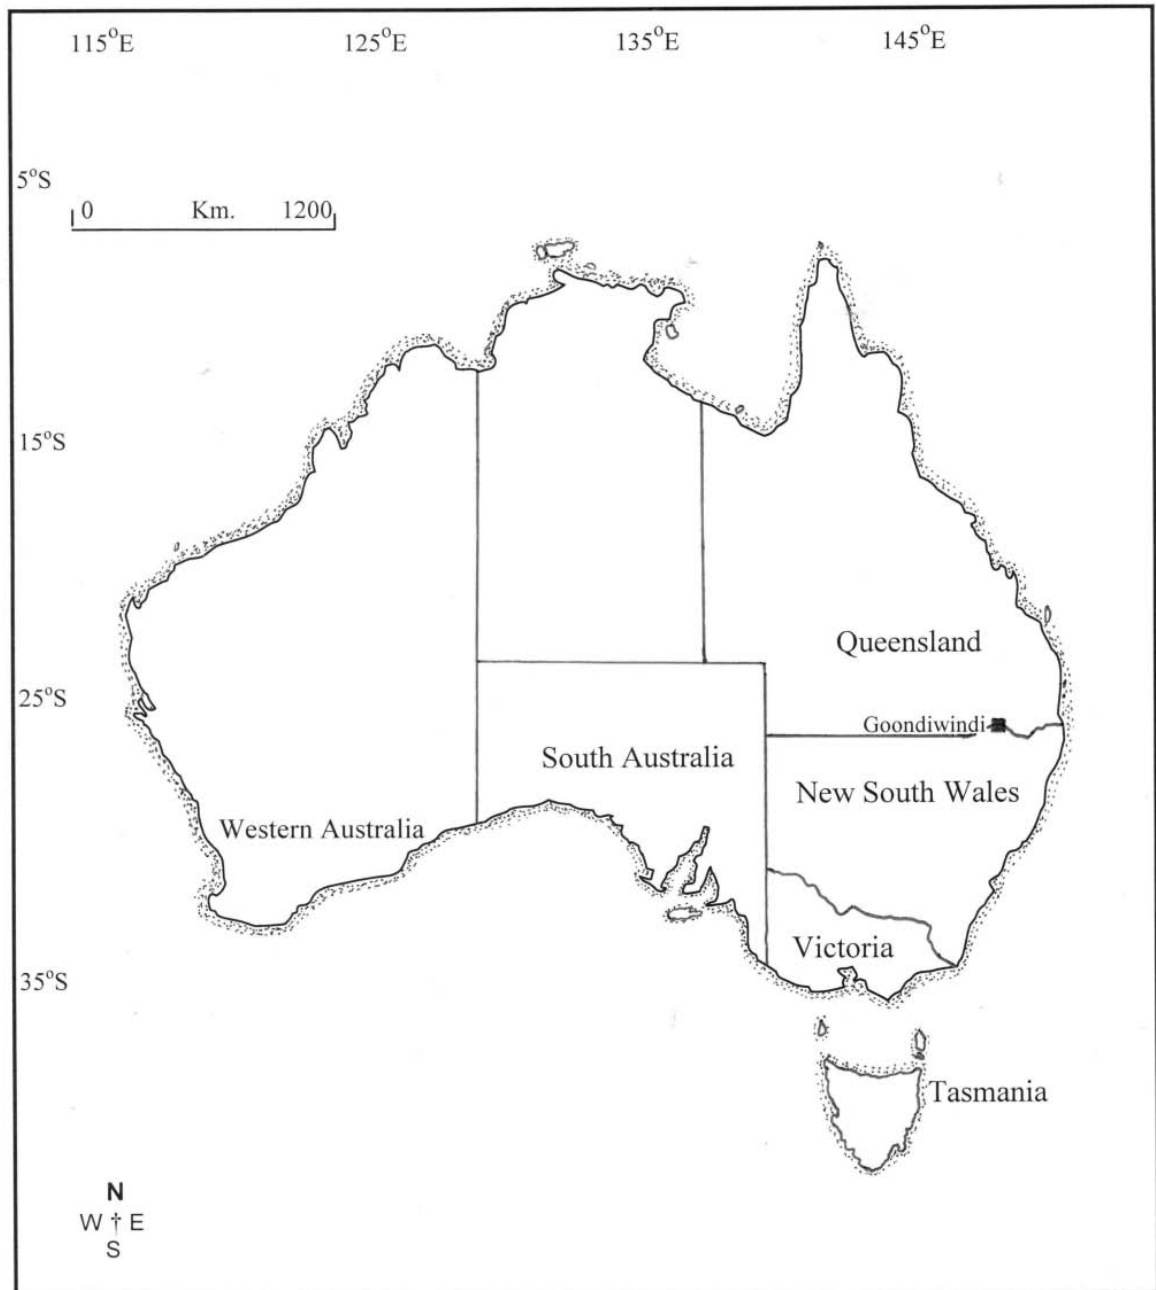 115°E 125°E 135°E 145°E
5°S
0 Km. 1200
15°S
Queensland
25°S
Goondiwindi
South Australia
New South Wales
Western Australia
Victoria
35°S
Tasmania
N
W † E
S